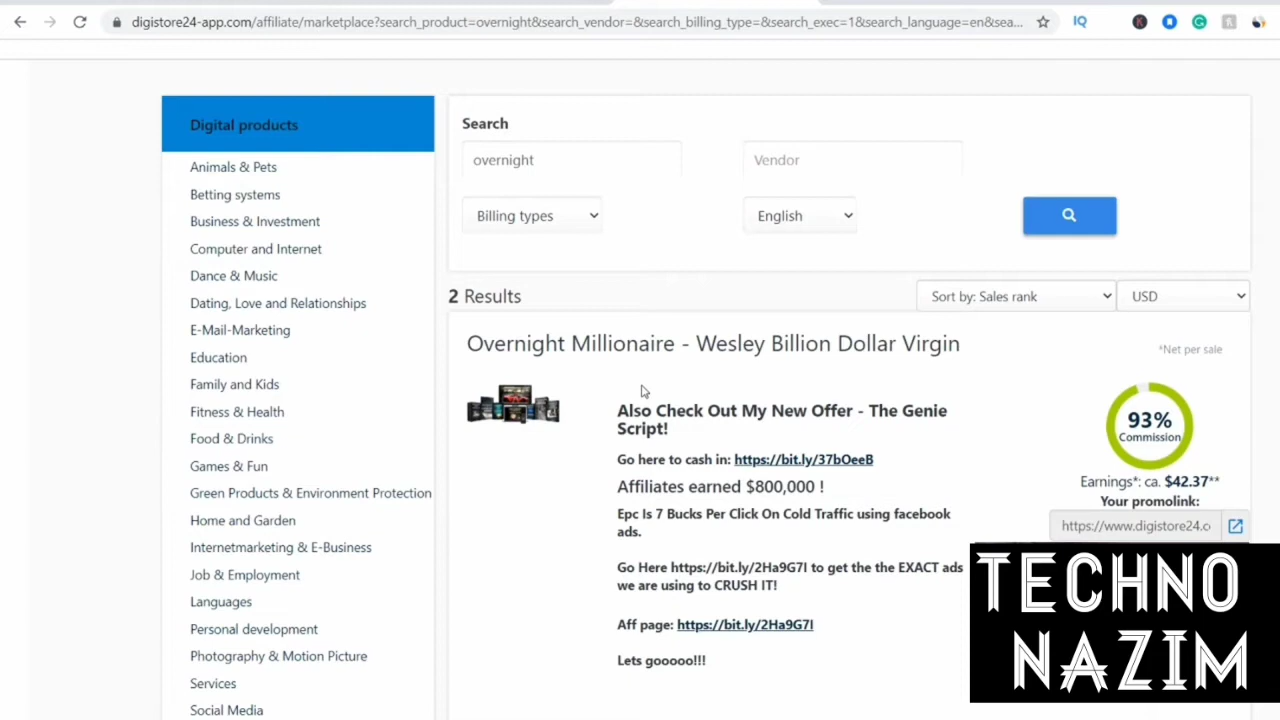 digistore24-app.com/affiliate/marketplace?search_product=overnight&search_vendor=&search_billing_type=&search_exec=1&search_language=en&sea...
IQ
Digital products
Animals & Pets
Betting systems
Business & Investment
Computer and Internet
Dance & Music
Dating, Love and Relationships
E-Mail-Marketing
Education
Family and Kids
Fitness & Health
Food & Drinks
Games & Fun
Green Products & Environment Protection
Home and Garden
Internetmarketing & E-Business
Job & Employment
Languages
Personal development
Photography & Motion Picture
Services
Social Media
Search
overnight
Vendor
Billing types
English
2 Results
Sort by: Sales rank
USD
Overnight Millionaire - Wesley Billion Dollar Virgin
*Net per sale
Also Check Out My New Offer - The Genie
Script!
Go here to cash in: https://bit.ly/37bOeeB
Affiliates earned $800,000 !
Epc Is 7 Bucks Per Click On Cold Traffic using facebook
ads.
Go Here https://bit.ly/2Ha9G7I to get the the EXACT ads
we are using to CRUSH IT!
Aff page: https://bit.ly/2Ha9G7I
Lets gooooo!!!
93%
Commission
Earnings*: ca. $42.37**
Your promolink:
https://www.digistore24.c
TECHNO
NAZIM